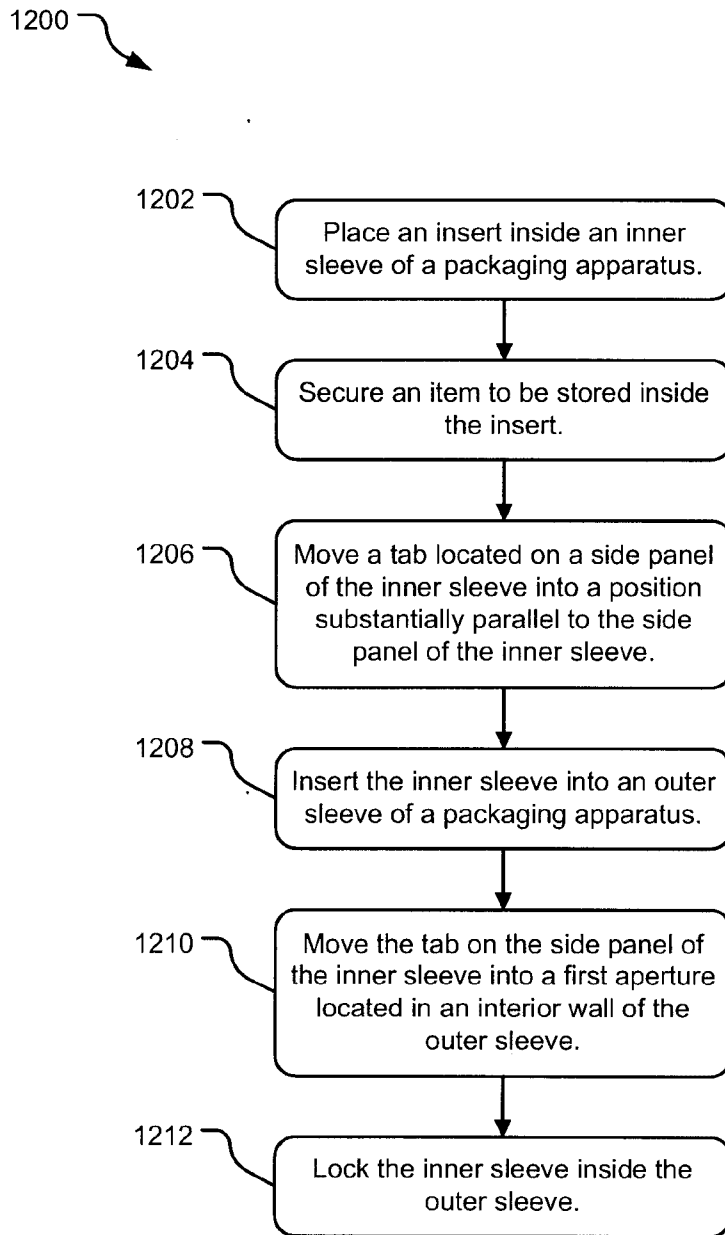 1200
1202
Place an insert inside an inner
sleeve of a packaging apparatus.
1204
Secure an item to be stored inside
the insert.
1206
Move a tab located on a side panel
of the inner sleeve into a position
substantially parallel to the side
panel of the inner sleeve.
1208
Insert the inner sleeve into an outer
sleeve of a packaging apparatus.
1210
Move the tab on the side panel of
the inner sleeve into a first aperture
located in an interior wall of the
outer sleeve.
1212
Lock the inner sleeve inside the
outer sleeve.